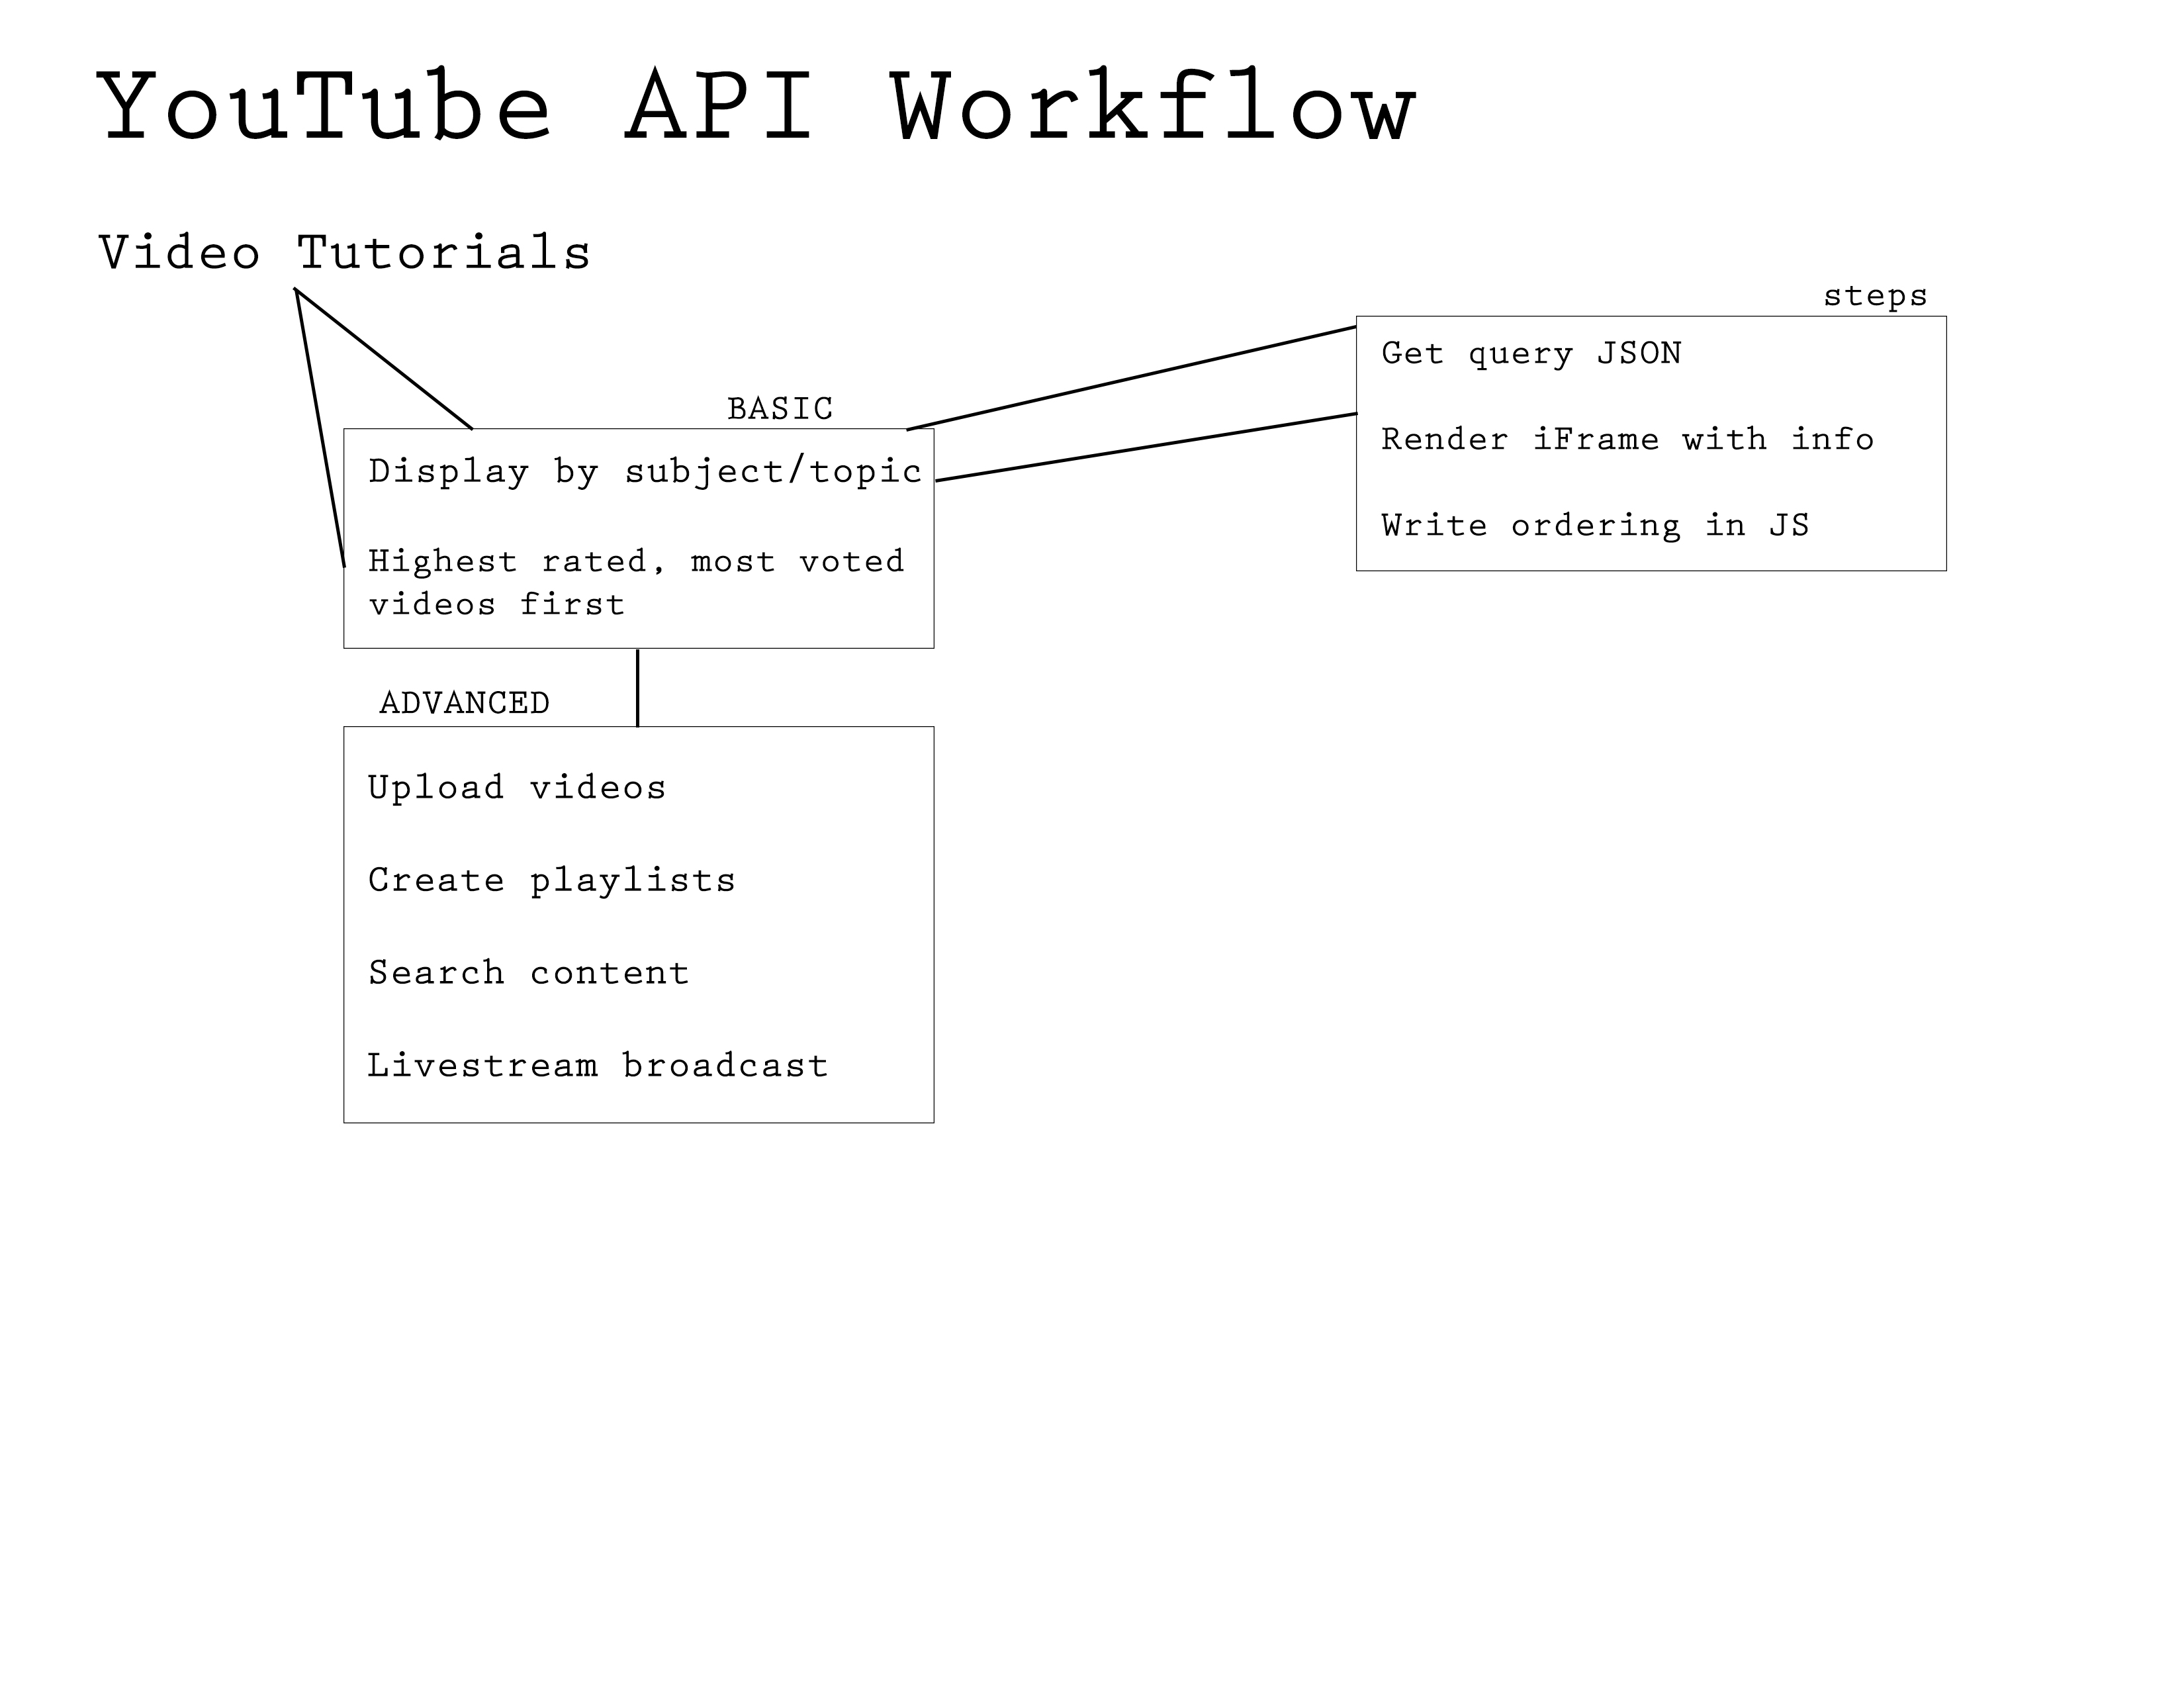 YouTube API Workflow
Video Tutorials
BASIC
Display by subject/topic
Highest rated, most voted
videos first
steps
Get query JSON
Render iFrame with info
Write ordering in JS
ADVANCED
Upload videos
Create playlists
Search content
Livestream broadcast